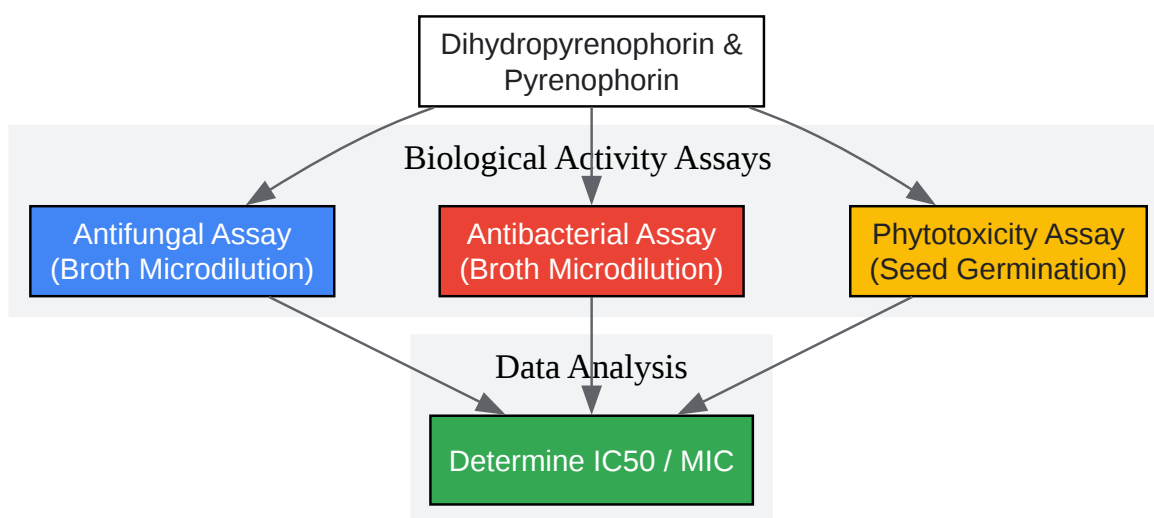 Dihydropyrenophorin &
Pyrenophorin
Biological Activity Assays
Antifungal Assay
(Broth Microdilution)
Antibacterial Assay
(Broth Microdilution)
Phytotoxicity Assay
(Seed Germination)
Data Analysis
Determine IC50 / MIC